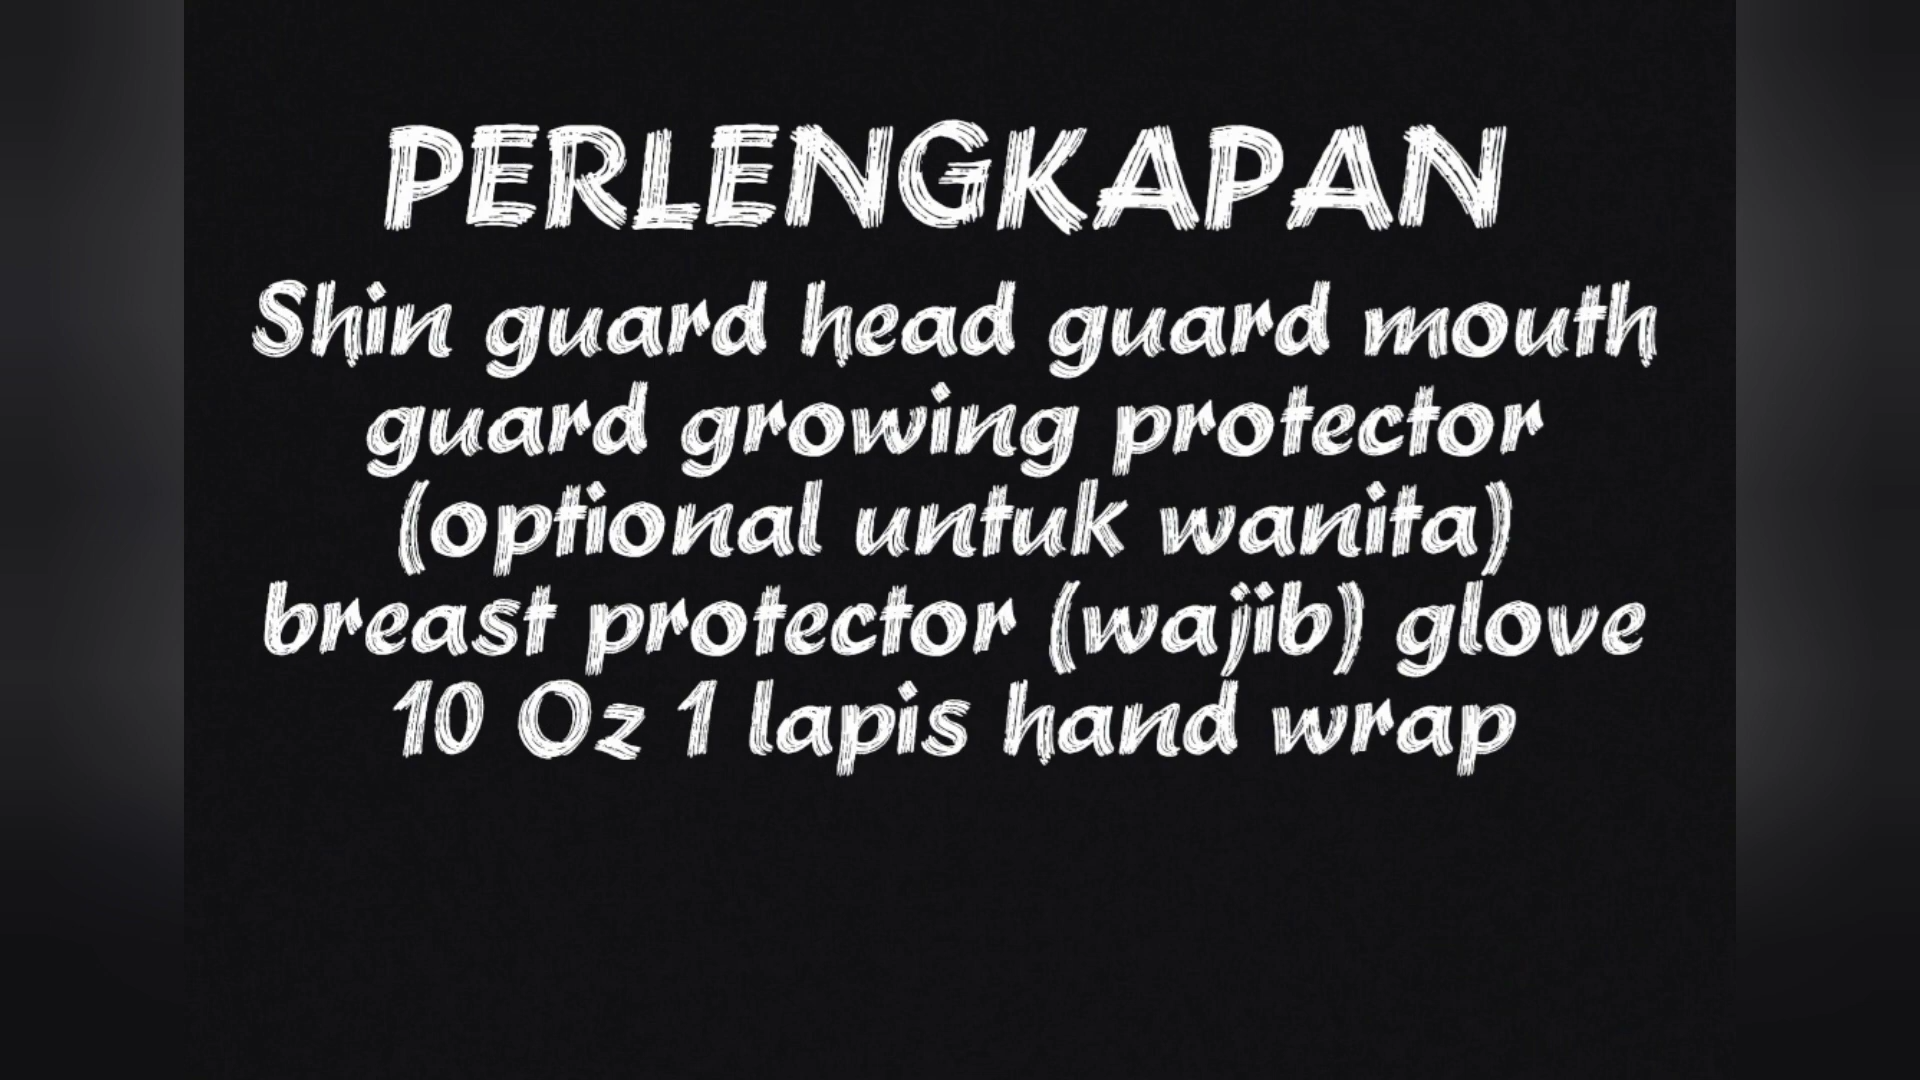 PERLENGKAPAN
Shin guard head guard mouth
guard growing protector
(optional untuk wanita)
breast protector (wajib) glove
10 Oz 1 lapis hand wrap